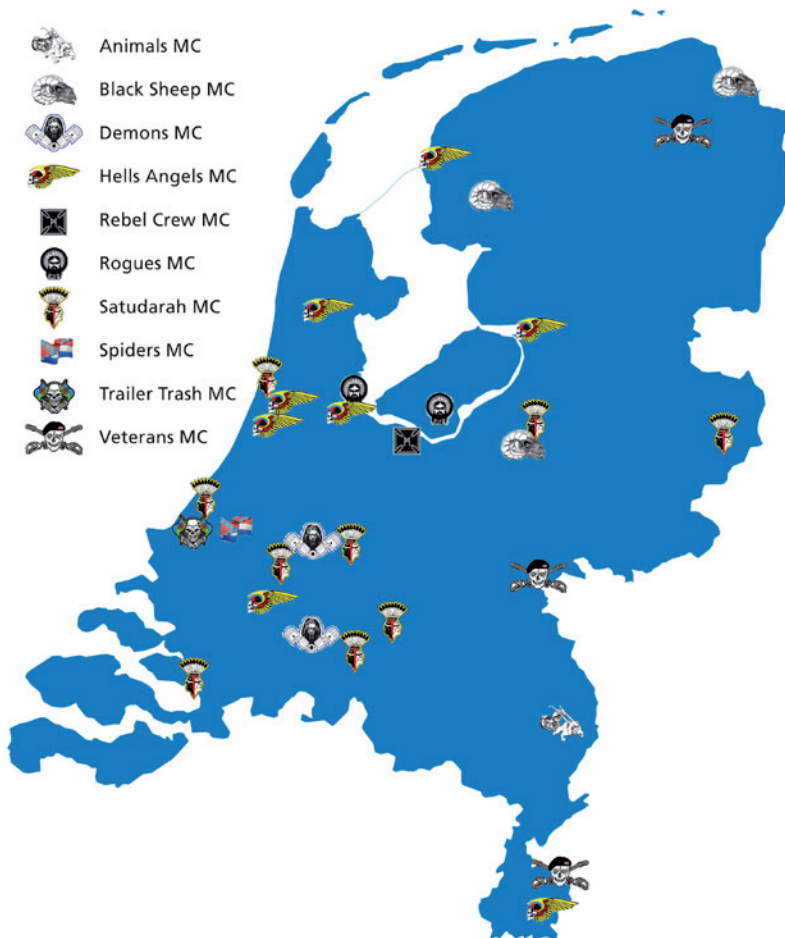 Animals MC
Black Sheep MC
Demons MC
Hells Angels MC
Rebel Crew MC
Rogues MC
Satudarah MC
Spiders MC
Trailer Trash MC
Veterans MC